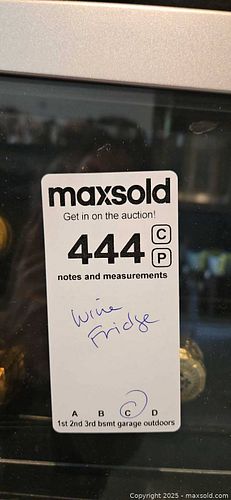 maxsold
Get in on the auction!
444 C
P
notes and measurements
Wine
Fridge
A B C D
1st 2nd 3rd bsmt garage outdoors
Copyright © 2025 - maxsold.com